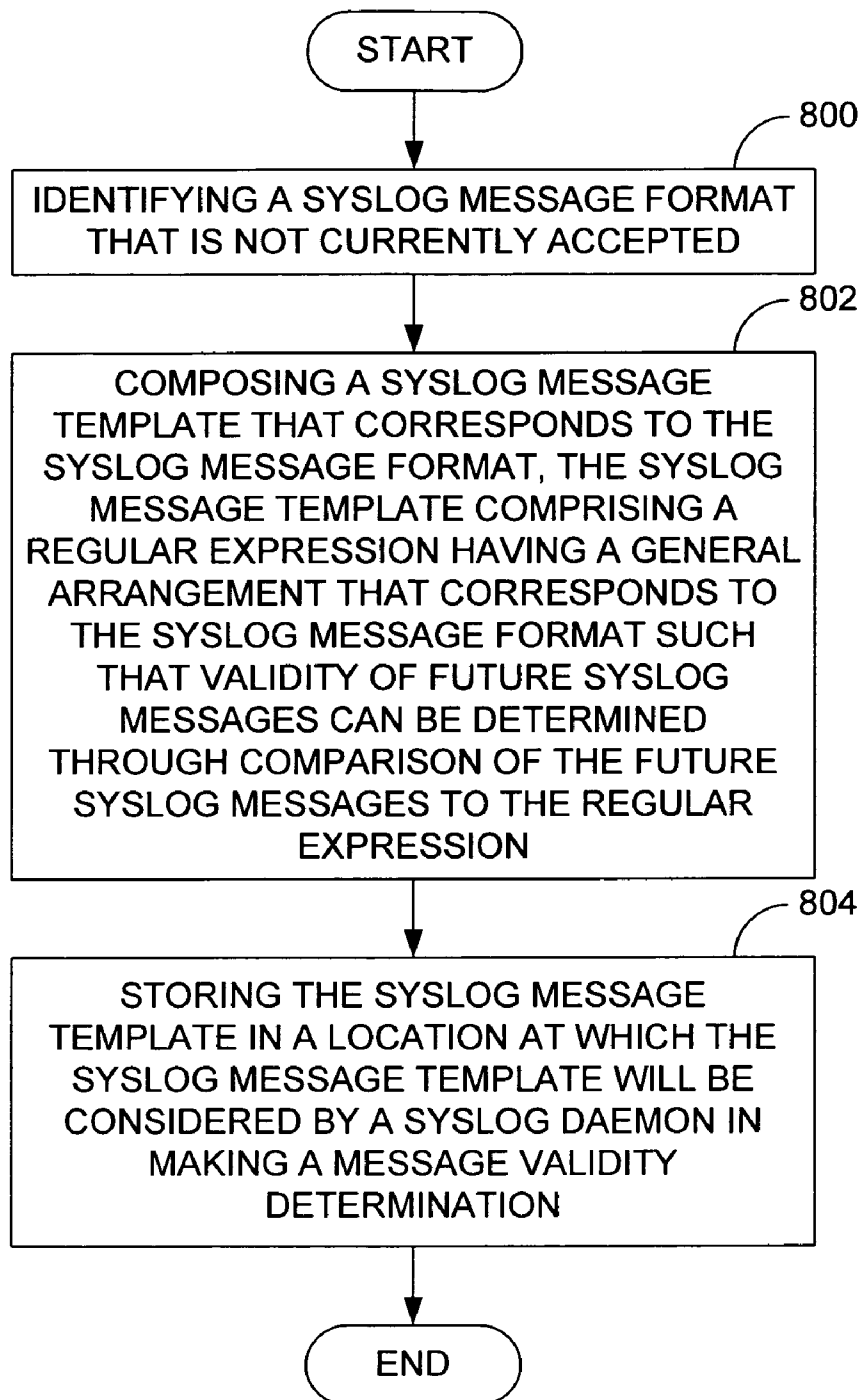 START
800
IDENTIFYING A SYSLOG MESSAGE FORMAT
THAT IS NOT CURRENTLY ACCEPTED
802
COMPOSING A SYSLOG MESSAGE
TEMPLATE THAT CORRESPONDS TO THE
SYSLOG MESSAGE FORMAT, THE SYSLOG
MESSAGE TEMPLATE COMPRISING A
REGULAR EXPRESSION HAVING A GENERAL
ARRANGEMENT THAT CORRESPONDS TO
THE SYSLOG MESSAGE FORMAT SUCH
THAT VALIDITY OF FUTURE SYSLOG
MESSAGES CAN BE DETERMINED
THROUGH COMPARISON OF THE FUTURE
SYSLOG MESSAGES TO THE REGULAR
EXPRESSION
804
STORING THE SYSLOG MESSAGE
TEMPLATE IN A LOCATION AT WHICH THE
SYSLOG MESSAGE TEMPLATE WILL BE
CONSIDERED BY A SYSLOG DAEMON IN
MAKING A MESSAGE VALIDITY
DETERMINATION
END